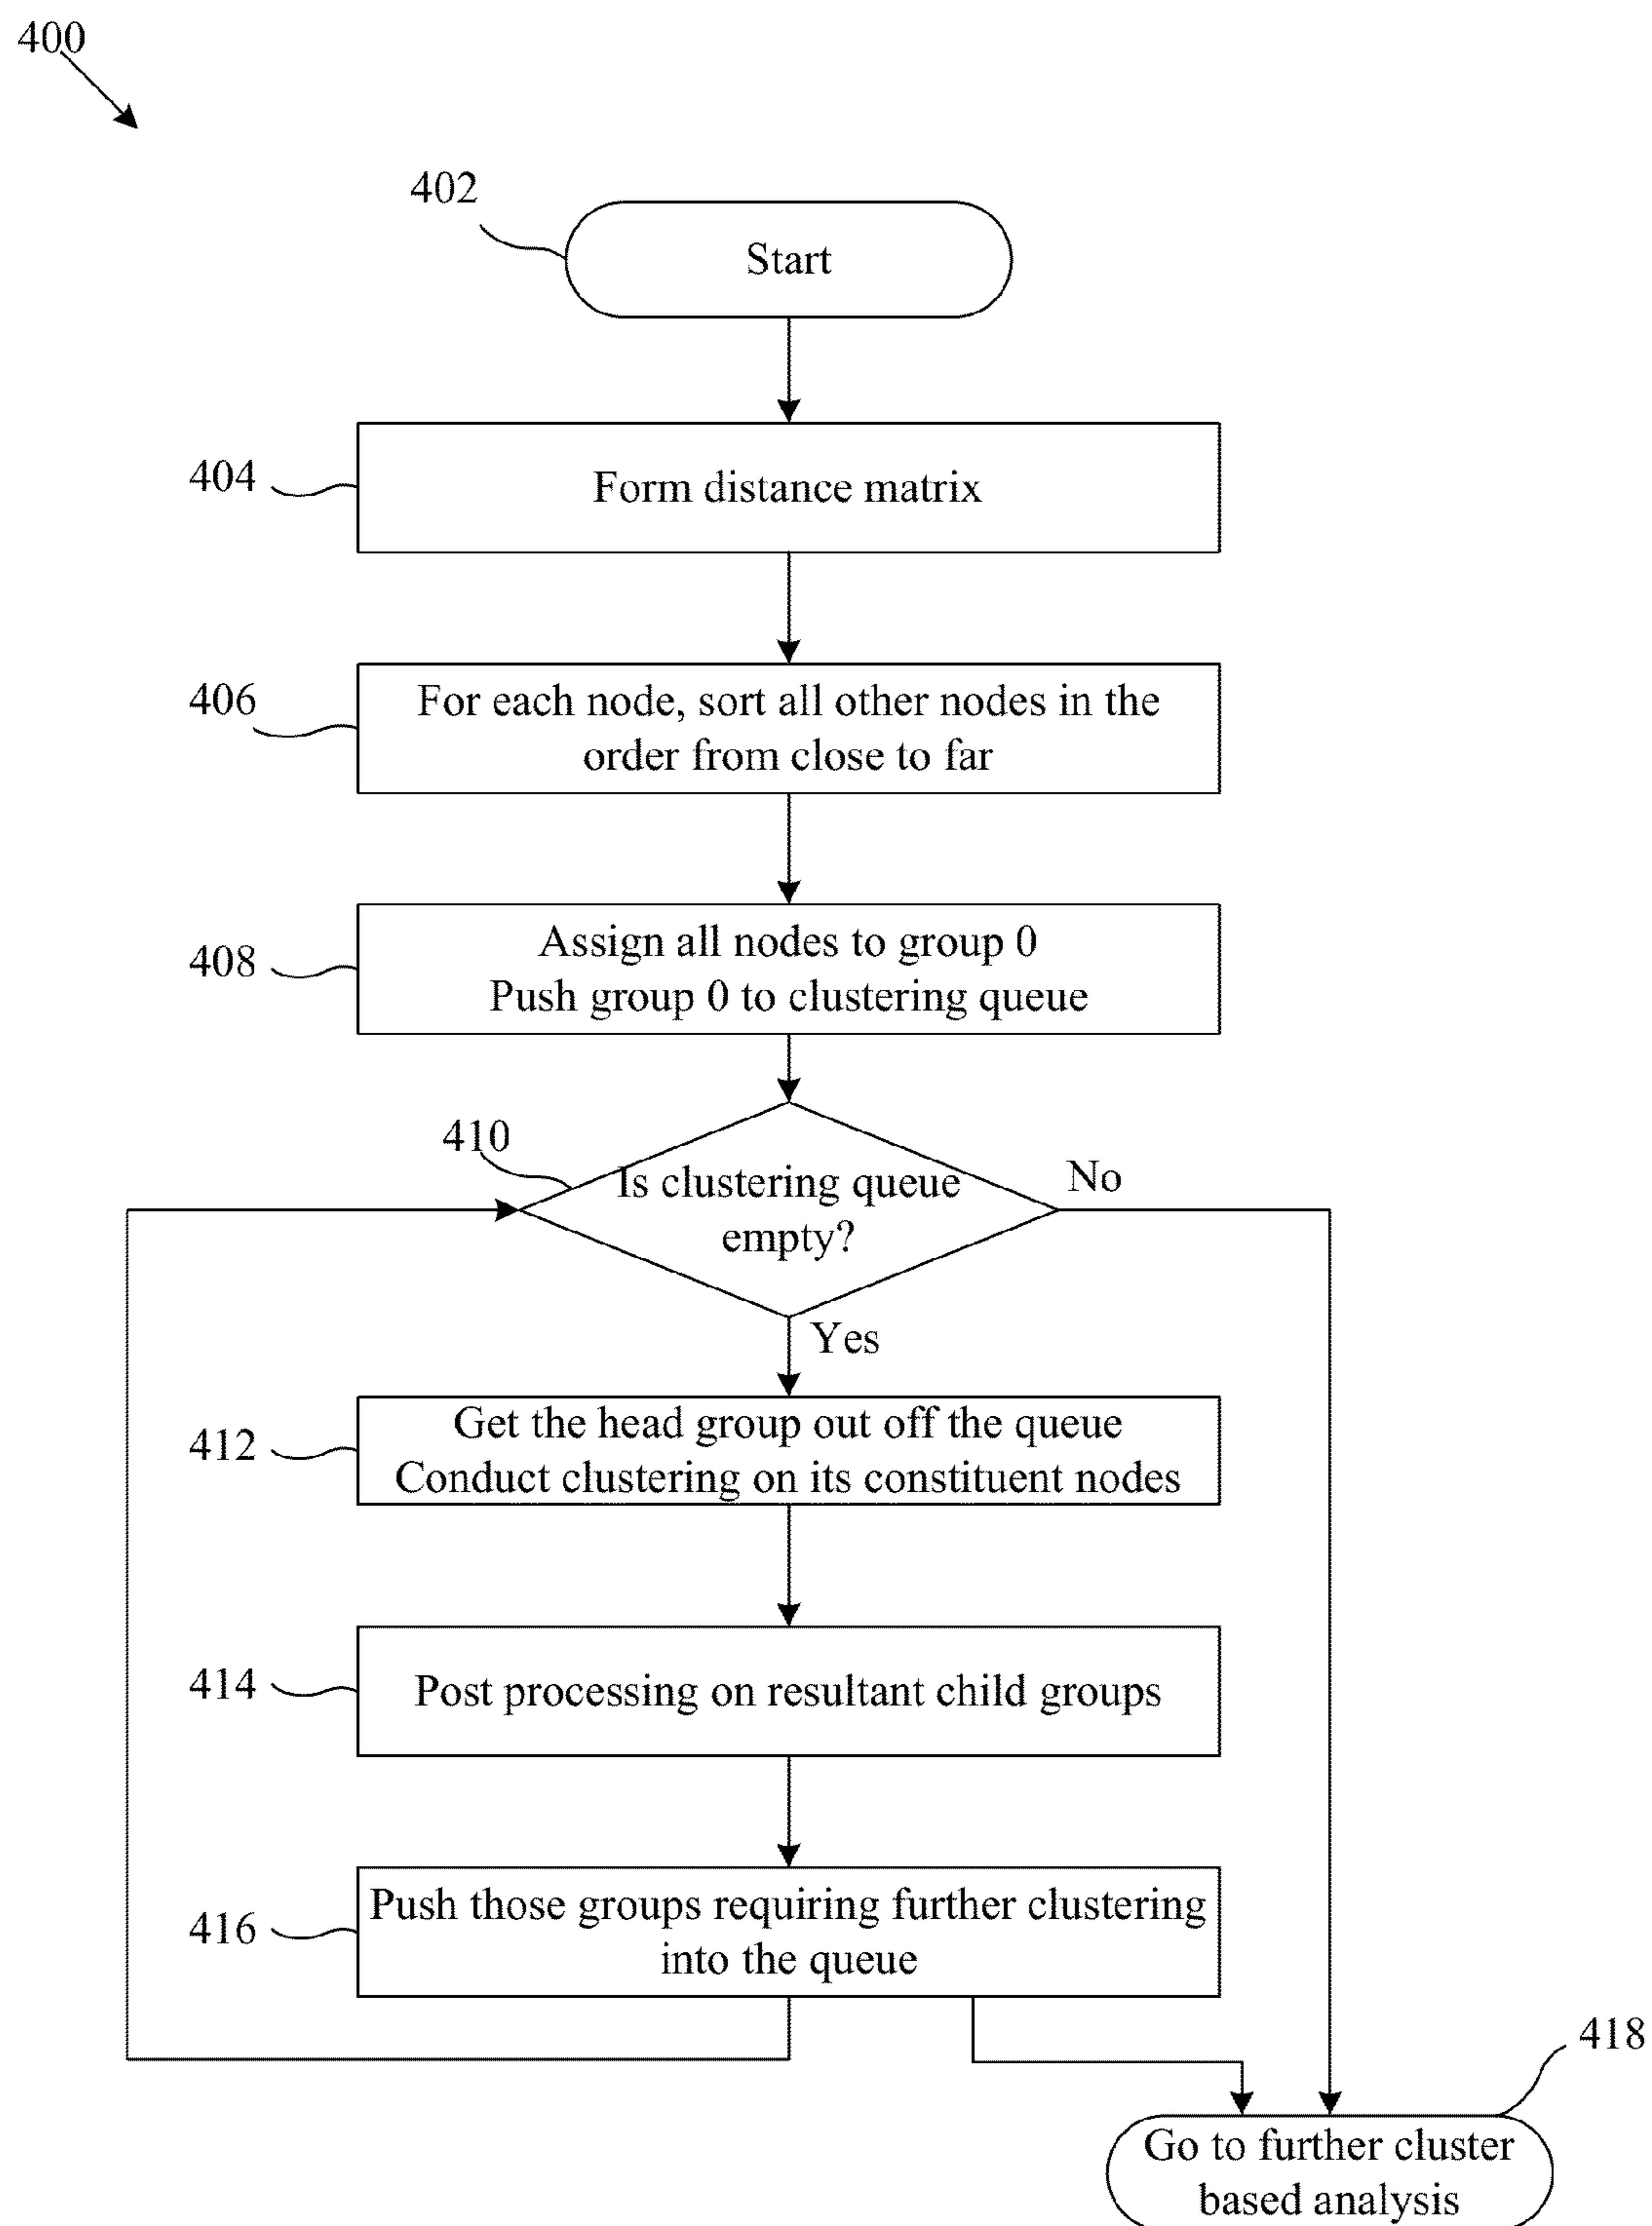 400
402
Start
404
Form distance matrix
406
For each node, sort all other nodes in the
order from close to far
408
Assign all nodes to group 0
Push group 0 to clustering queue
410
Is clustering queue
empty?
No
Yes
412
Get the head group out off the queue
Conduct clustering on its constituent nodes
414
Post processing on resultant child groups
416
Push those groups requiring further clustering
into the queue
418
Go to further cluster
based analysis